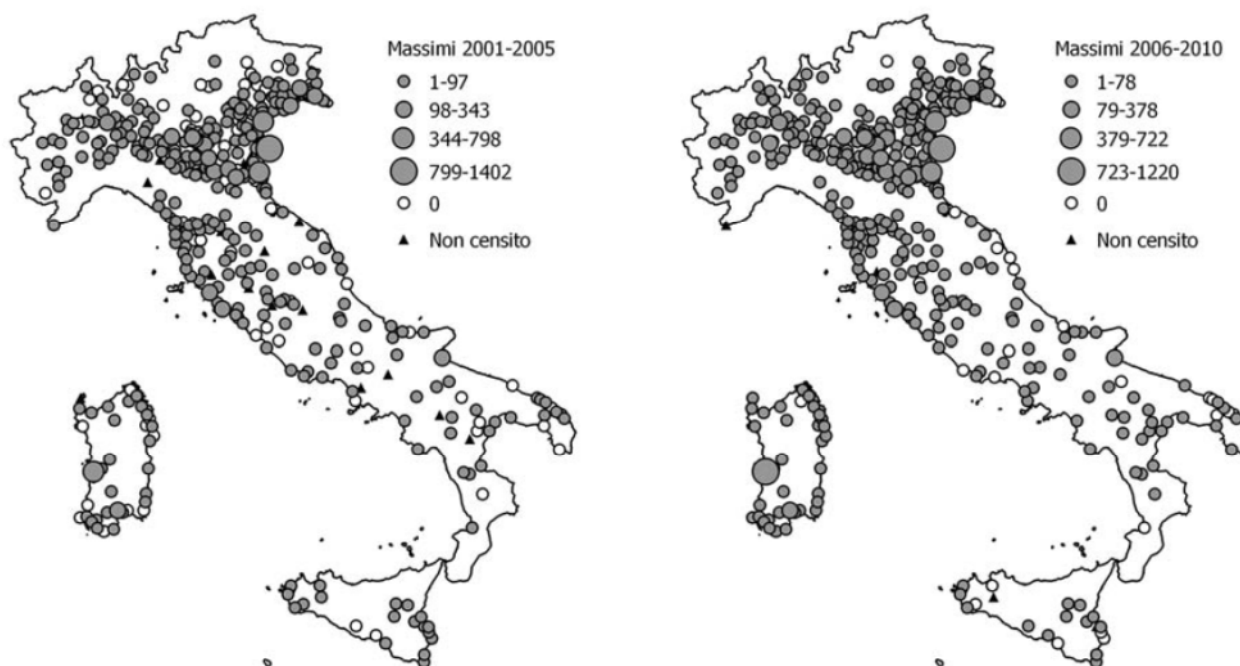 Massimi 2001-2005
1-97
98-343
344-798
799-1402
0
Non censito
Massimi 2006-2010
1-78
79-378
379-722
723-1220
0
Non censito